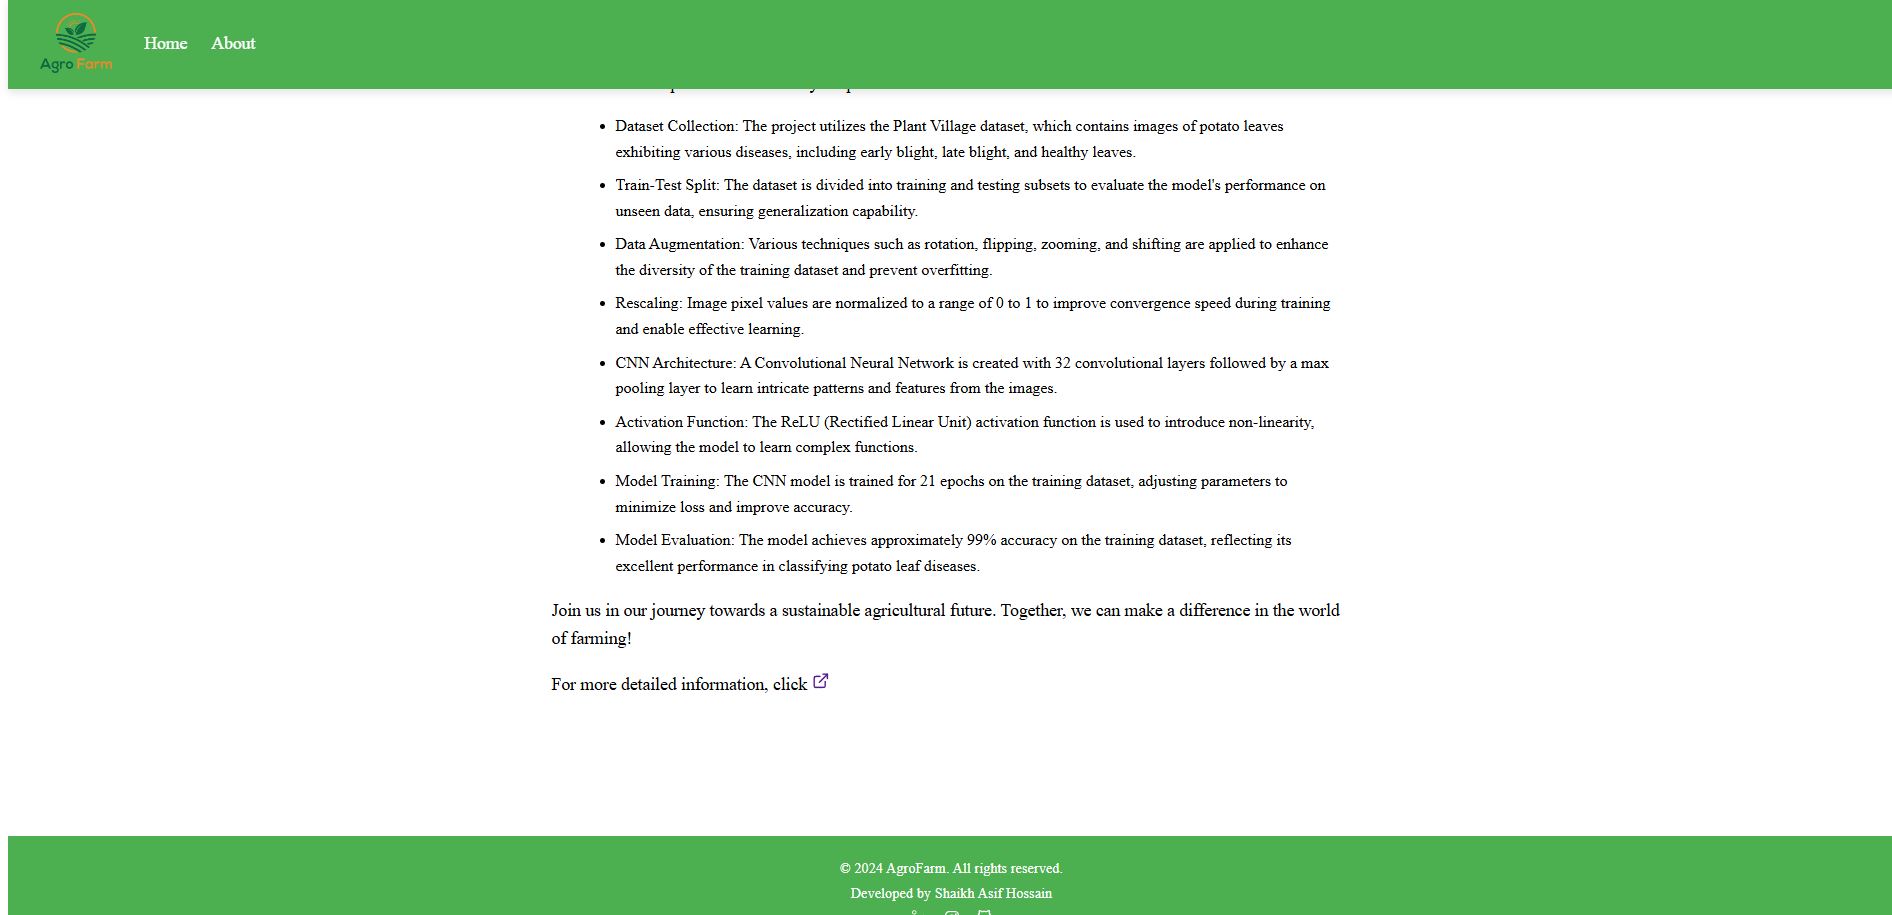 Agro Farm
Home
About
Dataset Collection: The project utilizes the Plant Village dataset, which contains images of potato leaves
exhibiting various diseases, including early blight, late blight, and healthy leaves.
Train-Test Split: The dataset is divided into training and testing subsets to evaluate the model's performance on
unseen data, ensuring generalization capability.
Data Augmentation: Various techniques such as rotation, flipping, zooming, and shifting are applied to enhance
the diversity of the training dataset and prevent overfitting.
Rescaling: Image pixel values are normalized to a range of 0 to 1 to improve convergence speed during training
and enable effective learning.
CNN Architecture: A Convolutional Neural Network is created with 32 convolutional layers followed by a max
pooling layer to learn intricate patterns and features from the images.
Activation Function: The ReLU (Rectified Linear Unit) activation function is used to introduce non-linearity,
allowing the model to learn complex functions.
Model Training: The CNN model is trained for 21 epochs on the training dataset, adjusting parameters to
minimize loss and improve accuracy.
Model Evaluation: The model achieves approximately 99% accuracy on the training dataset, reflecting its
excellent performance in classifying potato leaf diseases.
Join us in our journey towards a sustainable agricultural future. Together, we can make a difference in the world
of farming!
For more detailed information, click
© 2024 AgroFarm. All rights reserved.
Developed by Shaikh Asif Hossain